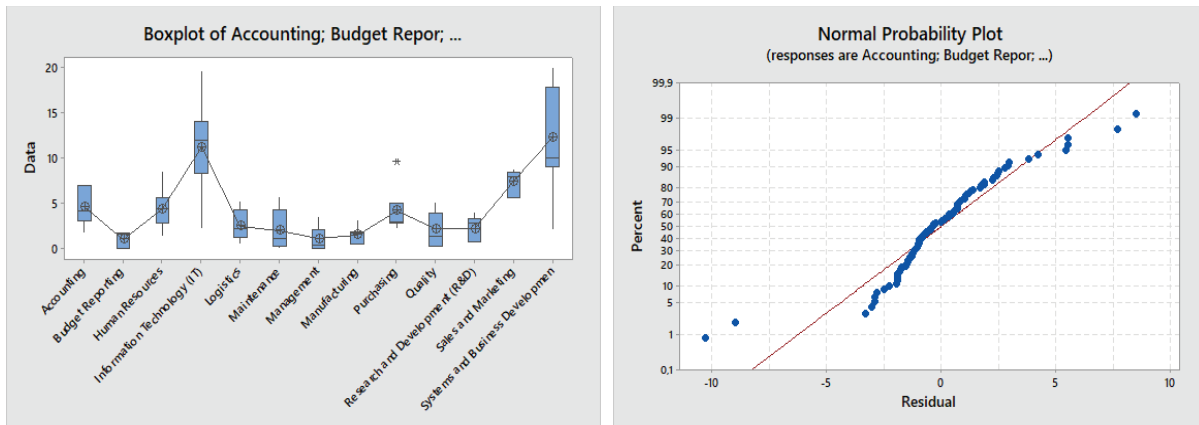 Boxplot of Accounting; Budget Repor; ...
20
15
10
5
0
Data
Accounting
Budget Reporting
Human Resources
Information Technology (IT)
Logistics
Maintenance
Management
Manufacturing
Purchasing
Quality
Research and Development (R&D)
Sales and Marketing
Systems and Business Developmen
Normal Probability Plot
(responses are Accounting; Budget Repor; ...)
99,9
99
95
90
80
70
60
50
40
30
20
10
5
1
0,1
Percent
-10
-5
0
5
10
Residual